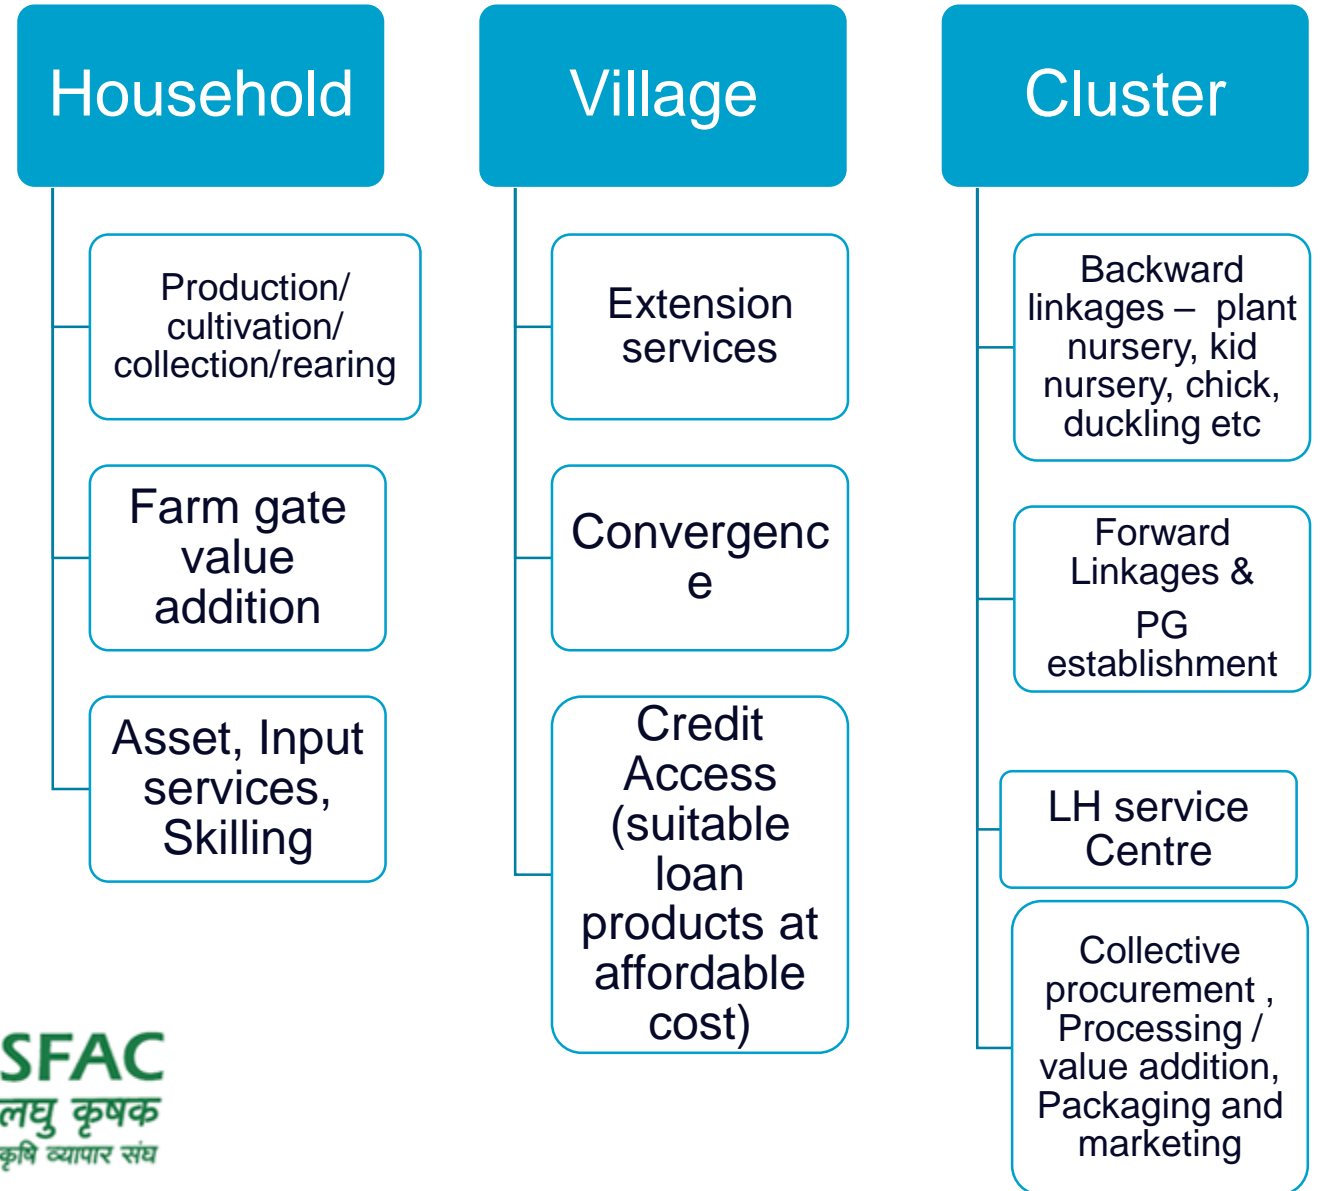 Household
Production/
cultivation/
collection/rearing
Farm gate
value
addition
Asset, Input
services,
Skilling
Village
Extension
services
Convergenc
e
Credit
Access
(suitable
loan
products at
affordable
cost)
Cluster
Backward
linkages – plant
nursery, kid
nursery, chick,
duckling etc
Forward
Linkages &
PG
establishment
LH service
Centre
Collective
procurement ,
Processing /
value addition,
Packaging and
marketing
SFAC
लघु कृषक
कृषि व्यापार संघ